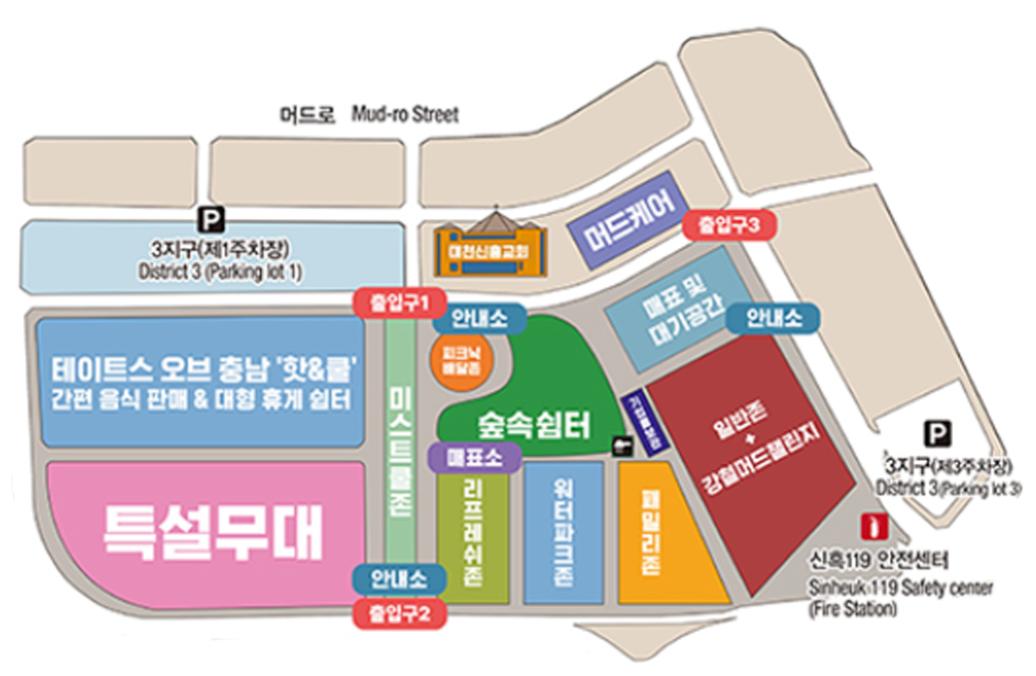 머드로 Mud-ro Street
P
3지구(제1주차장)
District 3 (Parking lot 1)
대천신흥교회
머드케어
출입구3
출입구1
안내소
매표 및
대기공간
안내소
테이트스 오브 충남 '핫&쿨'
간편 음식 판매 & 대형 휴게 쉼터
미스트쿨존
피크닉
배달존
숲속쉼터
일반존
+
강철머드챌린지
매표소
P
3지구(제3주차장)
District 3(Parking lot 3)
특설무대
리프레쉬존
워터파크존
패밀리존
신흑119 안전센터
Sinheuk 119 Safety center
(Fire Station)
안내소
출입구2